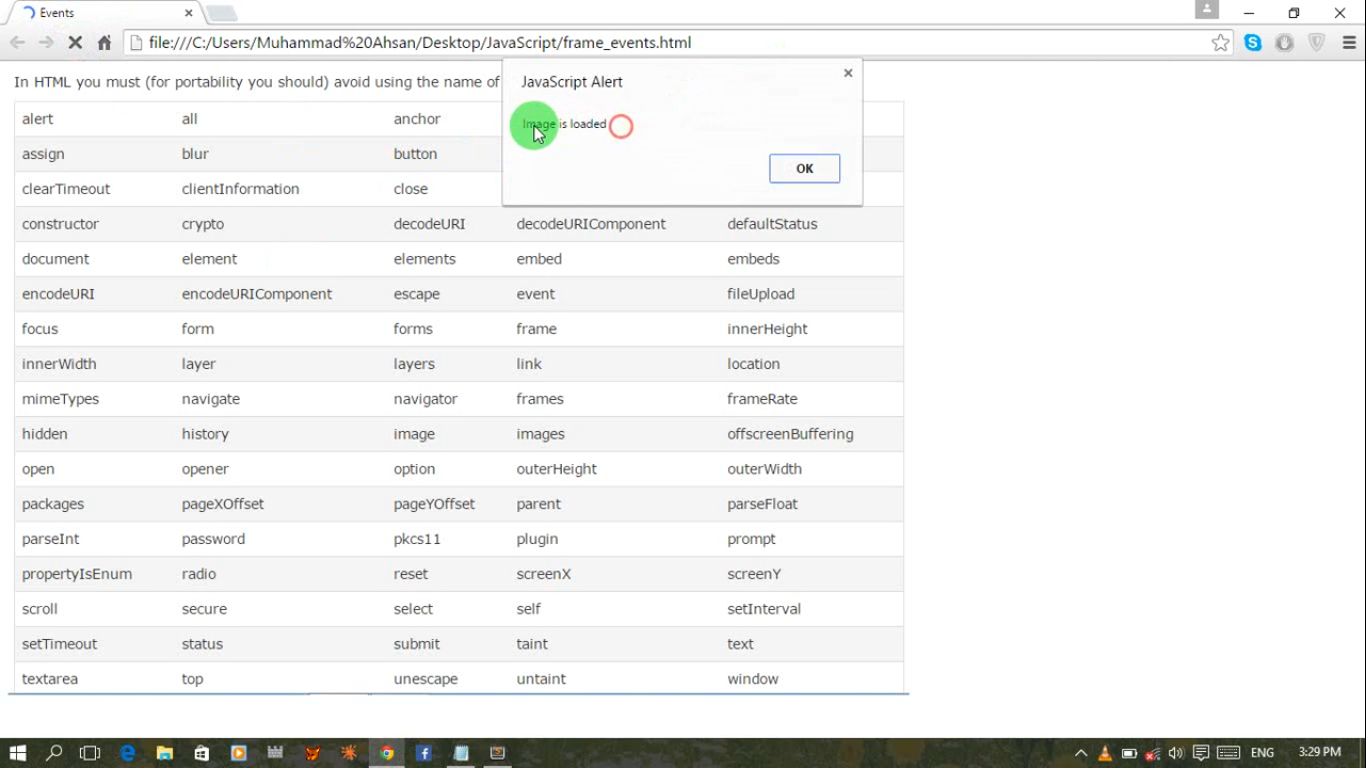 Events
file:///C:/Users/Muhammad%20Ahsan/Desktop/JavaScript/frame_events.html
In HTML you must (for portability you should) avoid using the name of
JavaScript Alert
Image is loaded
OK
alert all anchor
assign blur button
clearTimeout clientInformation close
constructor crypto decodeURI decodeURIComponent defaultStatus
document element elements embed embeds
encodeURI encodeURIComponent escape event fileUpload
focus form forms frame innerHeight
innerWidth layer layers link location
mimeTypes navigate navigator frames frameRate
hidden history image images offscreenBuffering
open opener option outerHeight outerWidth
packages pageXOffset pageYOffset parent parseFloat
parseInt password pkcs11 plugin prompt
propertyIsEnum radio reset screenX screenY
scroll secure select self setInterval
setTimeout status submit taint text
textarea top unescape untaint window
ENG 3:29 PM